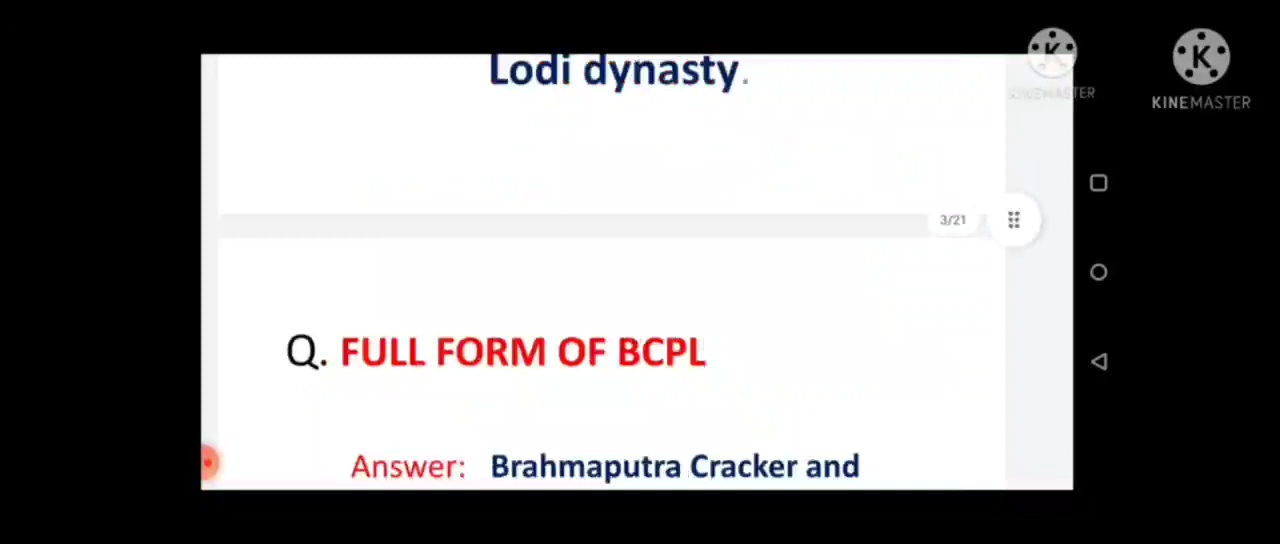 Lodi dynasty.
KINEMASTER
KINEMASTER
3/21
Q. FULL FORM OF BCPL
Answer: Brahmaputra Cracker and